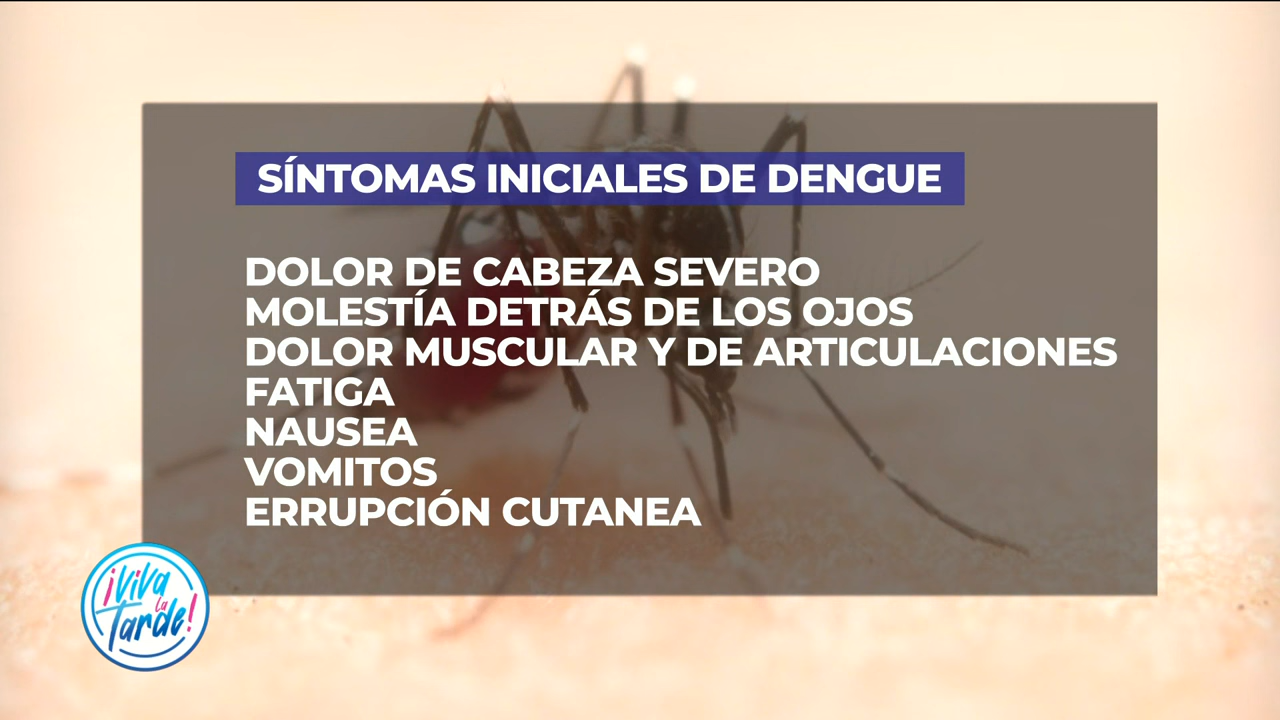 SÍNTOMAS INICIALES DE DENGUE
DOLOR DE CABEZA SEVERO
MOLESTÍA DETRÁS DE LOS OJOS
DOLOR MUSCULAR Y DE ARTICULACIONES
FATIGA
NAUSEA
VOMITOS
ERRUPCIÓN CUTANEA
¡Viva
la
Tarde!